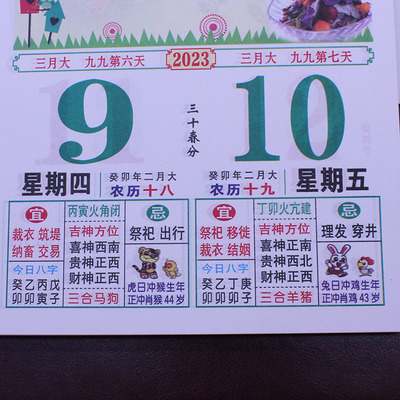 三月大 九九第六天
2023
三月大 九九第七天
9
三十春分
10
癸卯年二月大
癸卯年二月大
星期四
农历十八
农历十九
星期五
宜
裁衣 筑堤
纳畜 交易
今日八字
癸乙丙戊
卯卯寅子
丙寅火角闭
吉神方位
喜神西南
贵神正西
财神正西
三合马狗
忌
祭祀 出行
虎日冲猴生年
正冲肖猴44岁
宜
祭祀 移徙
裁衣 结姻
今日八字
癸乙丁庚
卯卯卯子
丁卯火亢建
吉神方位
喜神正南
贵神西北
财神正西
三合羊猪
忌
理发 穿井
兔日冲鸡生年
正冲肖鸡43岁